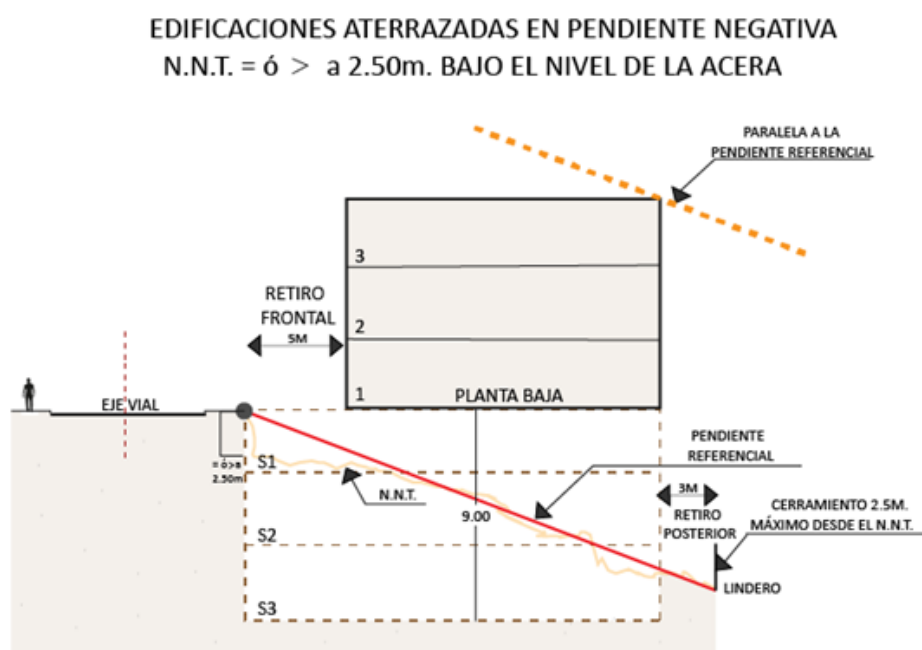 EDIFICACIONES ATERRAZADAS EN PENDIENTE NEGATIVA
N.N.T. = ó > a 2.50m. BAJO EL NIVEL DE LA ACERA
PARALELA A LA
PENDIENTE REFERENCIAL
3
RETIRO
FRONTAL
5M
2
1
PLANTA BAJA
EJE VIAL
S1
= ó>a
2.50m
N.N.T.
PENDIENTE
REFERENCIAL
9.00
3M
RETIRO
POSTERIOR
CERRAMIENTO 2.5M.
MÁXIMO DESDE EL N.N.T.
S2
LINDERO
S3